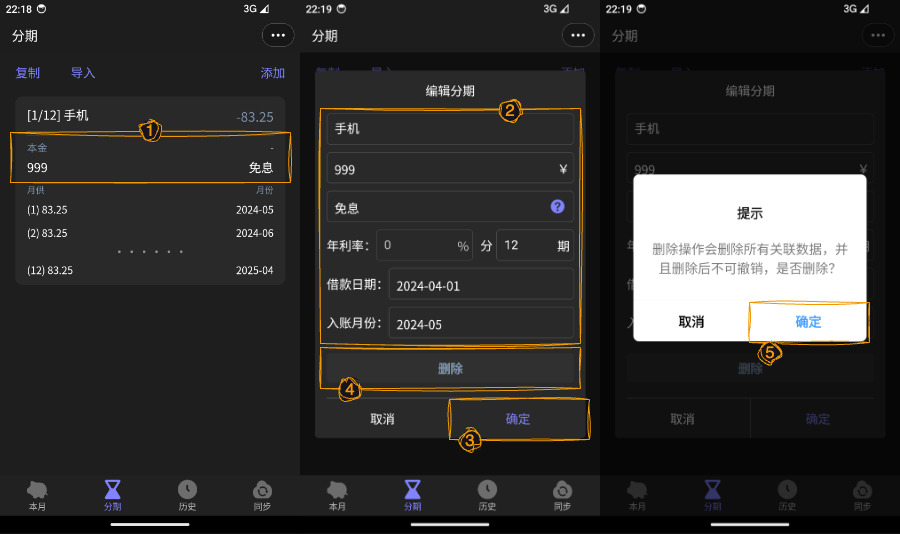 22:18
3G
分期
复制
导入
添加
[1/12] 手机
-83.25
1
本金
-
999
免息
月供
月份
(1) 83.25
2024-05
(2) 83.25
2024-06
(12) 83.25
2025-04
本月
分期
历史
同步
22:19
3G
分期
复制
导入
添加
编辑分期
2
手机
999
¥
免息
?
年利率：
0
%
分
12
期
借款日期：
2024-04-01
入账月份：
2024-05
删除
4
取消
确定
3
本月
分期
历史
同步
22:19
3G
分期
编辑分期
手机
999
¥
提示
删除操作会删除所有关联数据，并
且删除后不可撤销，是否删除？
取消
确定
5
删除
取消
确定
本月
分期
历史
同步